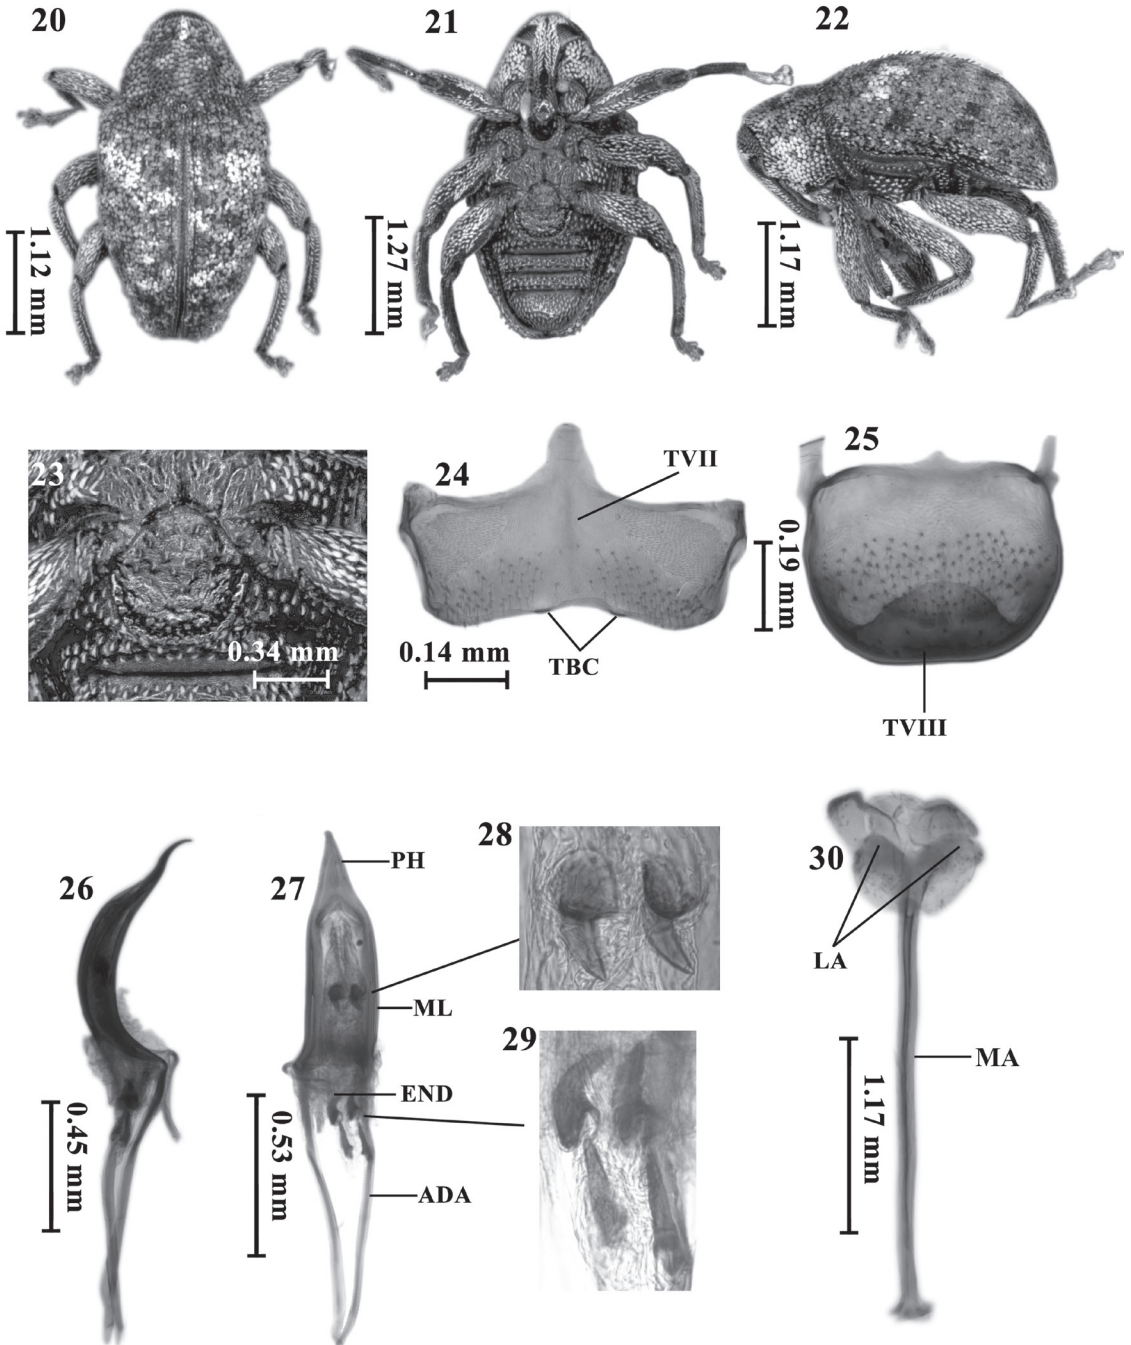 20
21
22
1.12 mm
1.27 mm
1.17 mm
23
24
25
TVII
0.34 mm
0.14 mm
TBC
0.19 mm
TVIII
26
27
28
30
PH
LA
ML
29
END
MA
0.45 mm
0.53 mm
ADA
1.17 mm